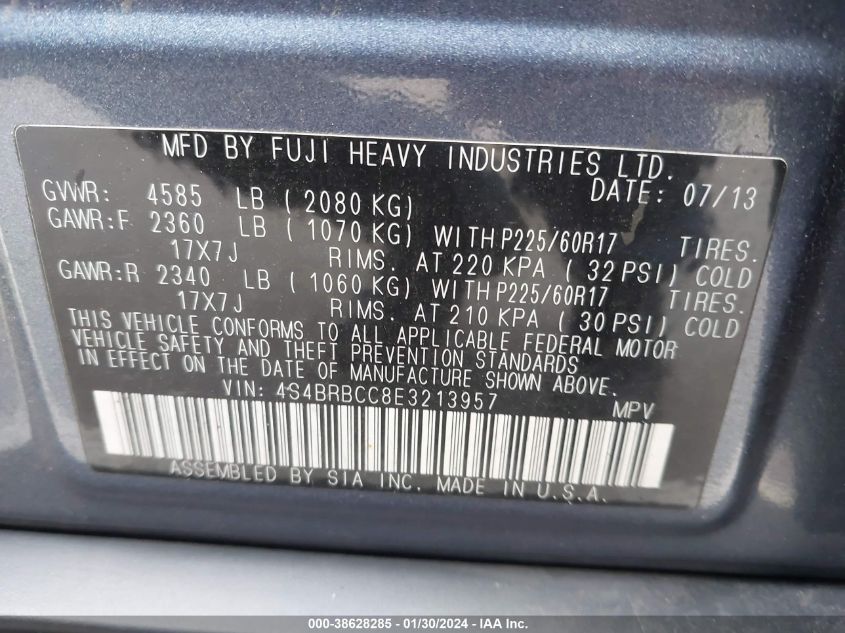 MFD BY FUJI HEAVY INDUSTRIES LTD.
DATE: 07/13
GVWR: 4585 LB (2080 KG)
GAWR:F 2360 LB (1070 KG) WITH P225/60R17 TIRES.
17X7J RIMS. AT 220 KPA (32 PSI) COLD
GAWR:R 2340 LB (1060 KG) WITH P225/60R17 TIRES.
17X7J RIMS. AT 210 KPA (30 PSI) COLD
THIS VEHICLE CONFORMS TO ALL APPLICABLE FEDERAL MOTOR
VEHICLE SAFETY AND THEFT PREVENTION STANDARDS
IN EFFECT ON THE DATE OF MANUFACTURE SHOWN ABOVE.
VIN: 4S4BRBCC8E3213957 MPV
ASSEMBLED BY SIA INC. MADE IN U.S.A.
000-38628285 - 01/30/2024 - IAA Inc.